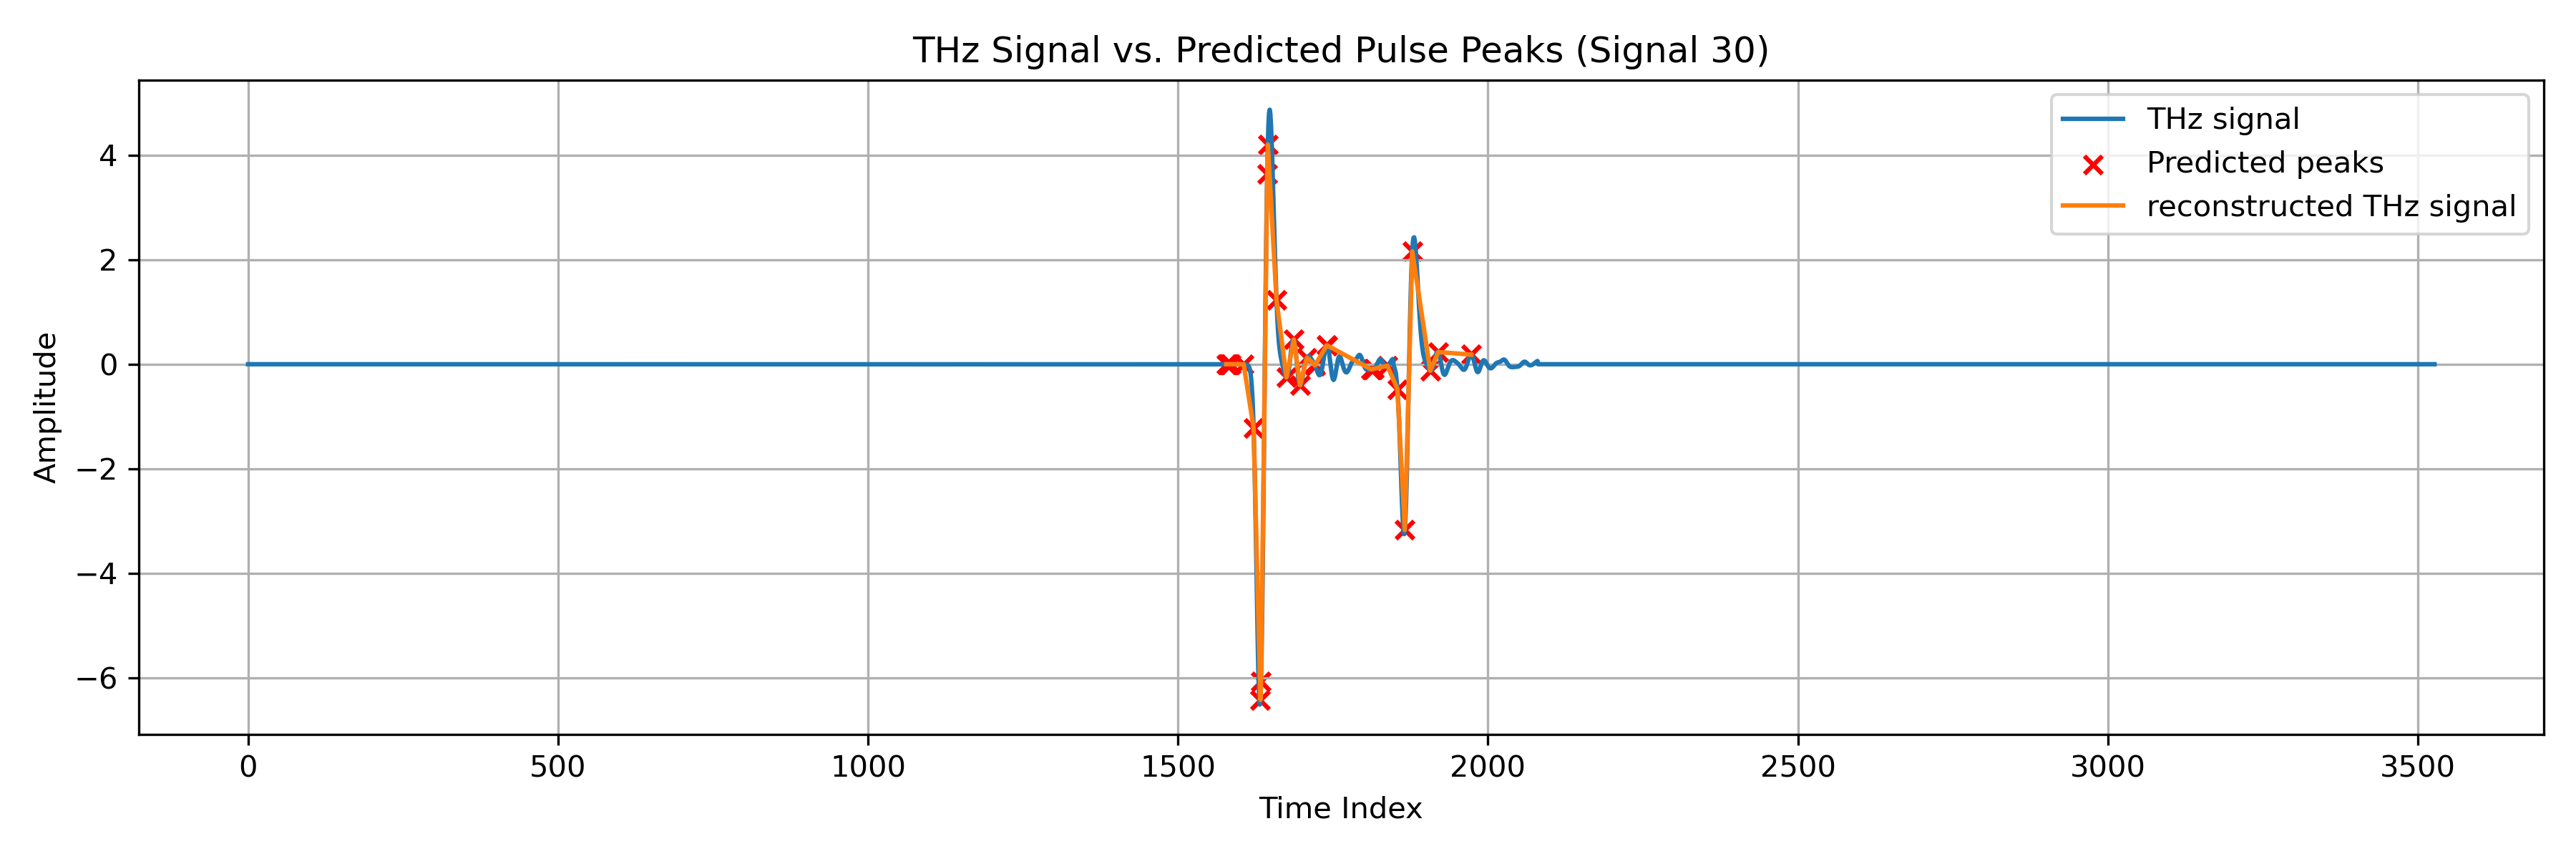 THz Signal vs. Predicted Pulse Peaks (Signal 30)
THz signal
Predicted peaks
reconstructed THz signal
Amplitude
4
2
0
−2
−4
−6
0 500 1000 1500 2000 2500 3000 3500
Time Index